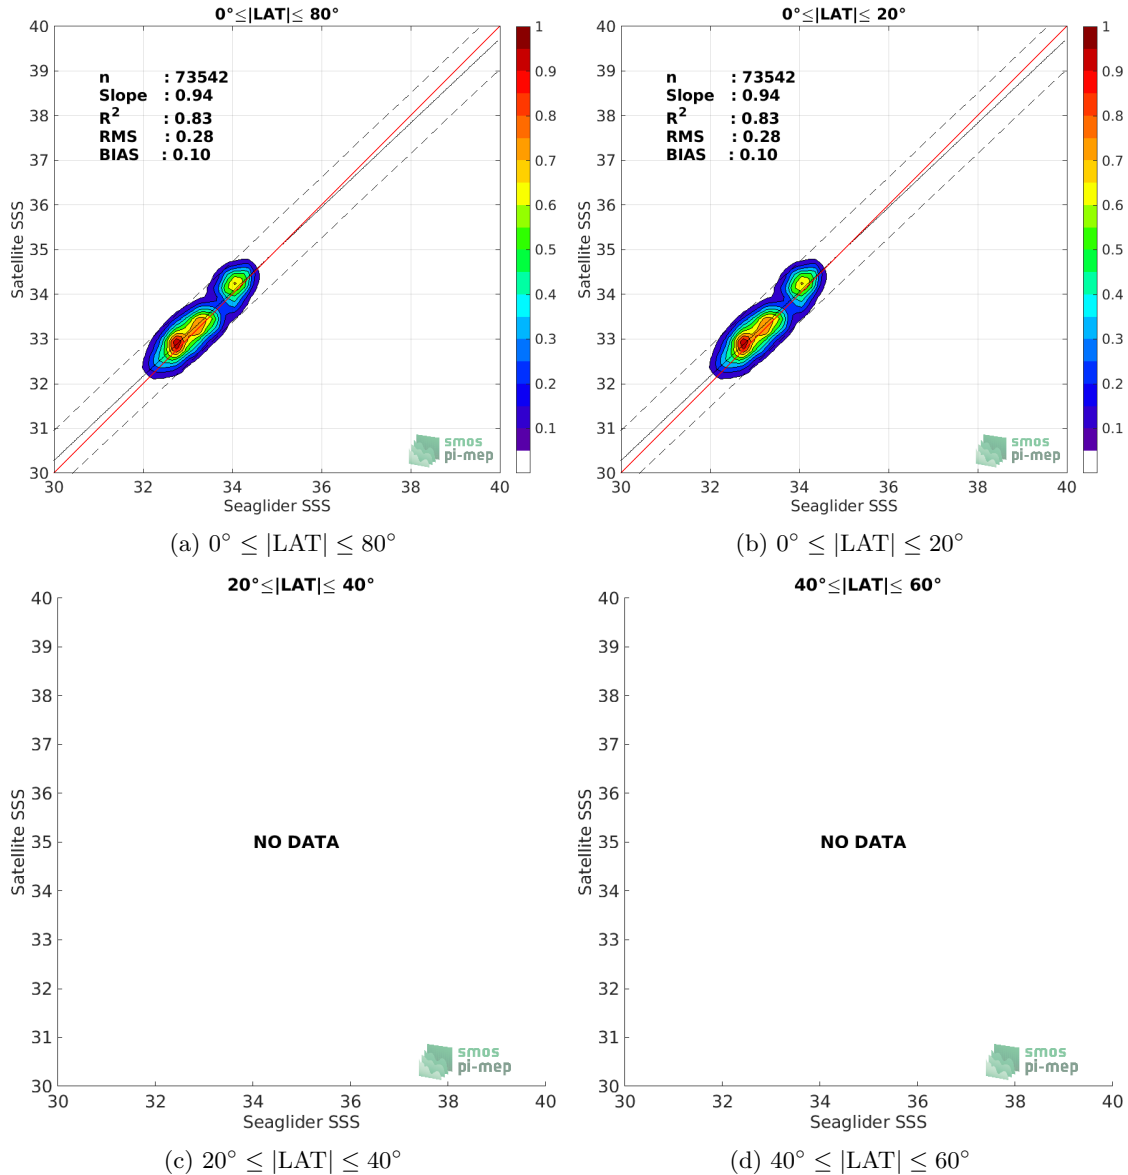 0°≤|LAT|≤ 80°
40
39
38
37
36
35
34
33
32
31
30
Satellite SSS
n : 73542
Slope : 0.94
R2 : 0.83
RMS : 0.28
BIAS : 0.10
smos
pi-mep
30 32 34 36 38 40
Seaglider SSS
1
0.9
0.8
0.7
0.6
0.5
0.4
0.3
0.2
0.1
(a) 0° ≤ |LAT| ≤ 80°
0°≤|LAT|≤ 20°
40
39
38
37
36
35
34
33
32
31
30
Satellite SSS
n : 73542
Slope : 0.94
R2 : 0.83
RMS : 0.28
BIAS : 0.10
smos
pi-mep
30 32 34 36 38 40
Seaglider SSS
1
0.9
0.8
0.7
0.6
0.5
0.4
0.3
0.2
0.1
(b) 0° ≤ |LAT| ≤ 20°
20°≤|LAT|≤ 40°
40
39
38
37
36
35
34
33
32
31
30
Satellite SSS
NO DATA
smos
pi-mep
30 32 34 36 38 40
Seaglider SSS
(c) 20° ≤ |LAT| ≤ 40°
40°≤|LAT|≤ 60°
40
39
38
37
36
35
34
33
32
31
30
Satellite SSS
NO DATA
smos
pi-mep
30 32 34 36 38 40
Seaglider SSS
(d) 40° ≤ |LAT| ≤ 60°